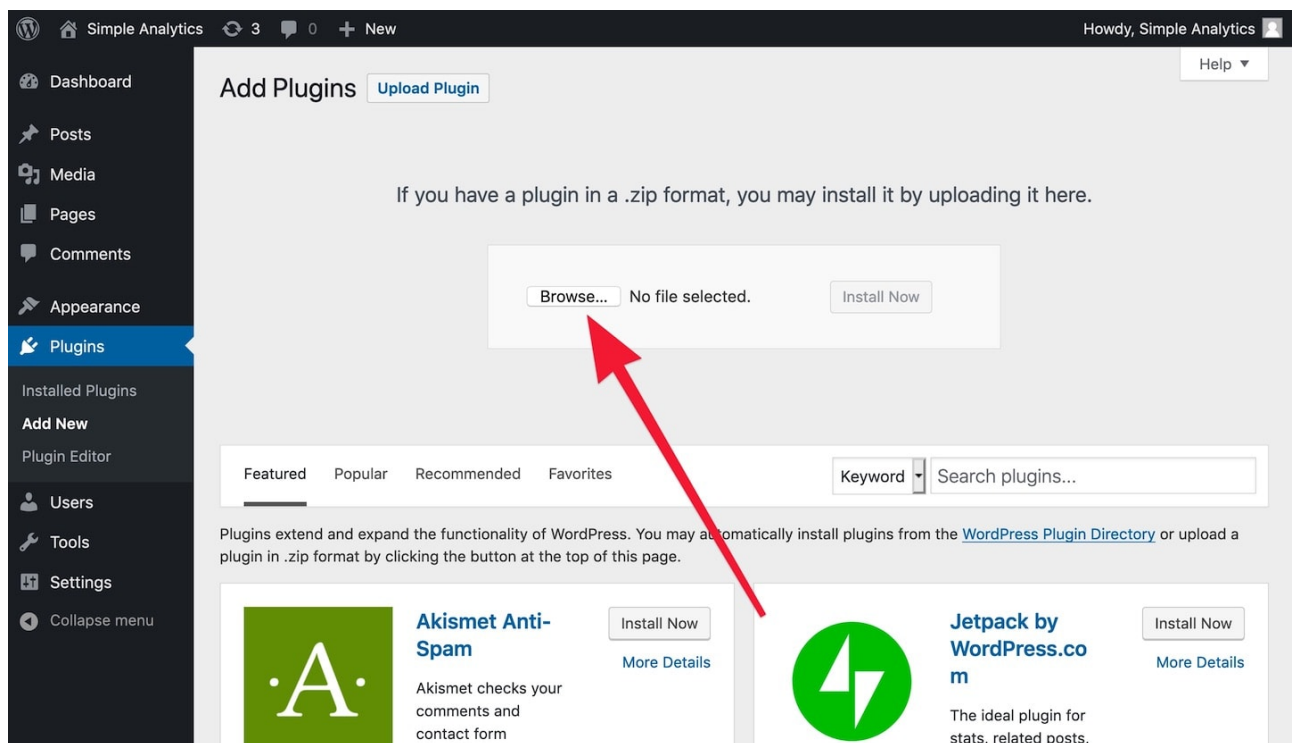 Simple Analytics 3 0 + New Howdy, Simple Analytics
Help ▼
Dashboard
Posts
Media
Pages
Comments
Appearance
Plugins
Installed Plugins
Add New
Plugin Editor
Users
Tools
Settings
Collapse menu
Add Plugins Upload Plugin
If you have a plugin in a .zip format, you may install it by uploading it here.
Browse... No file selected. Install Now
Featured Popular Recommended Favorites Keyword Search plugins...
Plugins extend and expand the functionality of WordPress. You may automatically install plugins from the WordPress Plugin Directory or upload a
plugin in .zip format by clicking the button at the top of this page.
·A·
Akismet Anti-
Spam
Install Now
More Details
Akismet checks your
comments and
contact form
Jetpack by
WordPress.co
m
Install Now
More Details
The ideal plugin for
stats, related posts,